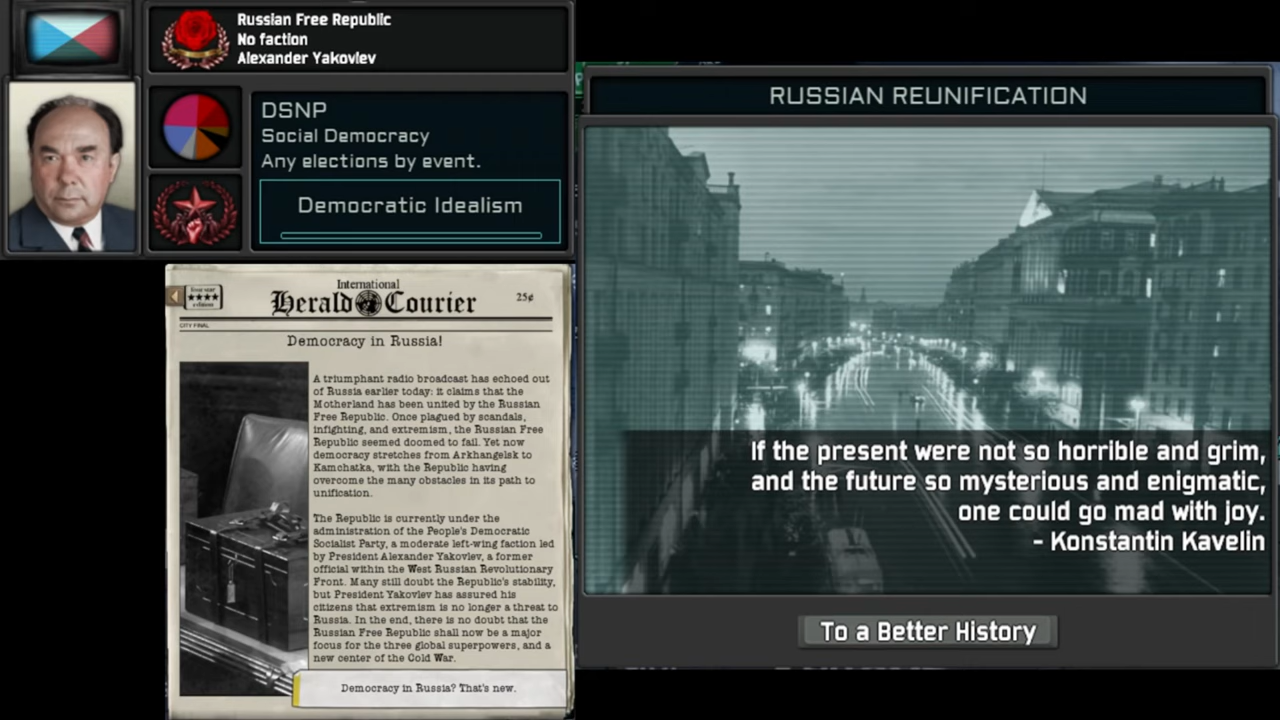 Russian Free Republic
No faction
Alexander Yakovlev
DSNP
Social Democracy
Any elections by event.
Democratic Idealism
four star
★★★★
edition
International
Herald Courier
25¢
CITY FINAL
Democracy in Russia!
A triumphant radio broadcast has echoed out
of Russia earlier today: it claims that the
Motherland has been united by the Russian
Free Republic. Once plagued by scandals,
infighting, and extremism, the Russian Free
Republic seemed doomed to fail. Yet now
democracy stretches from Arkhangelsk to
Kamchatka, with the Republic having
overcome the many obstacles in its path to
unification.
The Republic is currently under the
administration of the People's Democratic
Socialist Party, a moderate left-wing faction led
by President Alexander Yakovlev, a former
official within the West Russian Revolutionary
Front. Many still doubt the Republic's stability,
but President Yakovlev has assured his
citizens that extremism is no longer a threat to
Russia. In the end, there is no doubt that the
Russian Free Republic shall now be a major
focus for the three global superpowers, and a
new center of the Cold War.
Democracy in Russia? That's new.
RUSSIAN REUNIFICATION
If the present were not so horrible and grim,
and the future so mysterious and enigmatic,
one could go mad with joy.
- Konstantin Kavelin
To a Better History